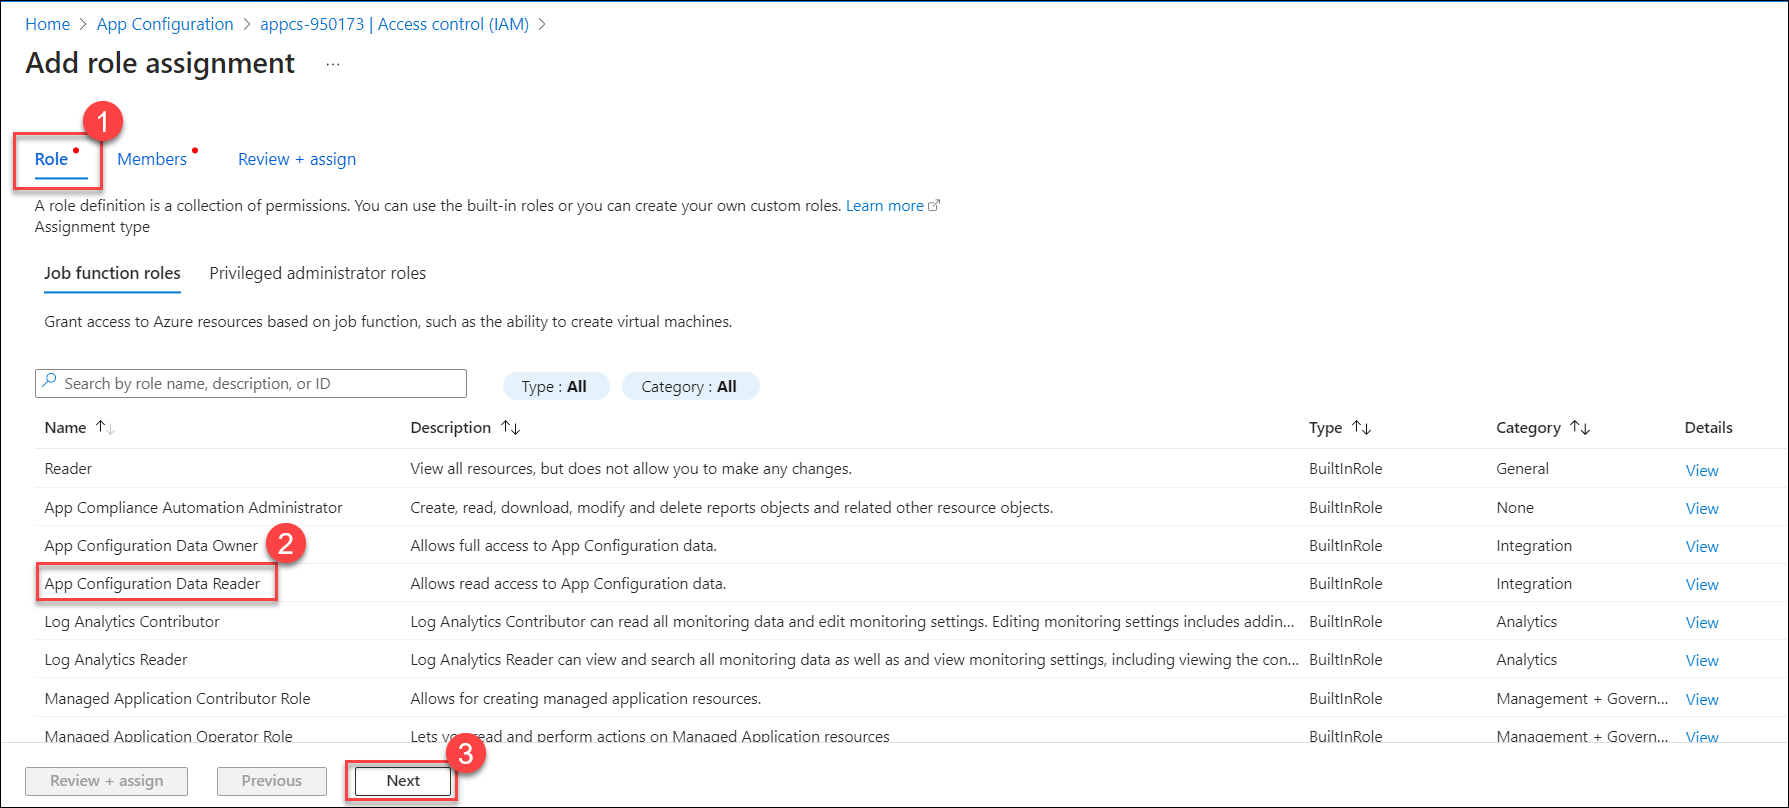 Home > App Configuration > appcs-950173 | Access control (IAM) >
Add role assignment ...
1
Role Members Review + assign
A role definition is a collection of permissions. You can use the built-in roles or you can create your own custom roles. Learn more
Assignment type
Job function roles Privileged administrator roles
Grant access to Azure resources based on job function, such as the ability to create virtual machines.
Search by role name, description, or ID Type : All Category : All
Name ↑↓ Description ↑↓ Type ↑↓ Category ↑↓ Details
Reader View all resources, but does not allow you to make any changes. BuiltInRole General View
App Compliance Automation Administrator Create, read, download, modify and delete reports objects and related other resource objects. BuiltInRole None View
App Configuration Data Owner 2 Allows full access to App Configuration data. BuiltInRole Integration View
App Configuration Data Reader Allows read access to App Configuration data. BuiltInRole Integration View
Log Analytics Contributor Log Analytics Contributor can read all monitoring data and edit monitoring settings. Editing monitoring settings includes addin... BuiltInRole Analytics View
Log Analytics Reader Log Analytics Reader can view and search all monitoring data as well as and view monitoring settings, including viewing the con... BuiltInRole Analytics View
Managed Application Contributor Role Allows for creating managed application resources. BuiltInRole Management + Govern... View
Managed Application Operator Role Lets you read and perform actions on Managed Application resources BuiltInRole Management + Govern... View
3
Review + assign Previous Next